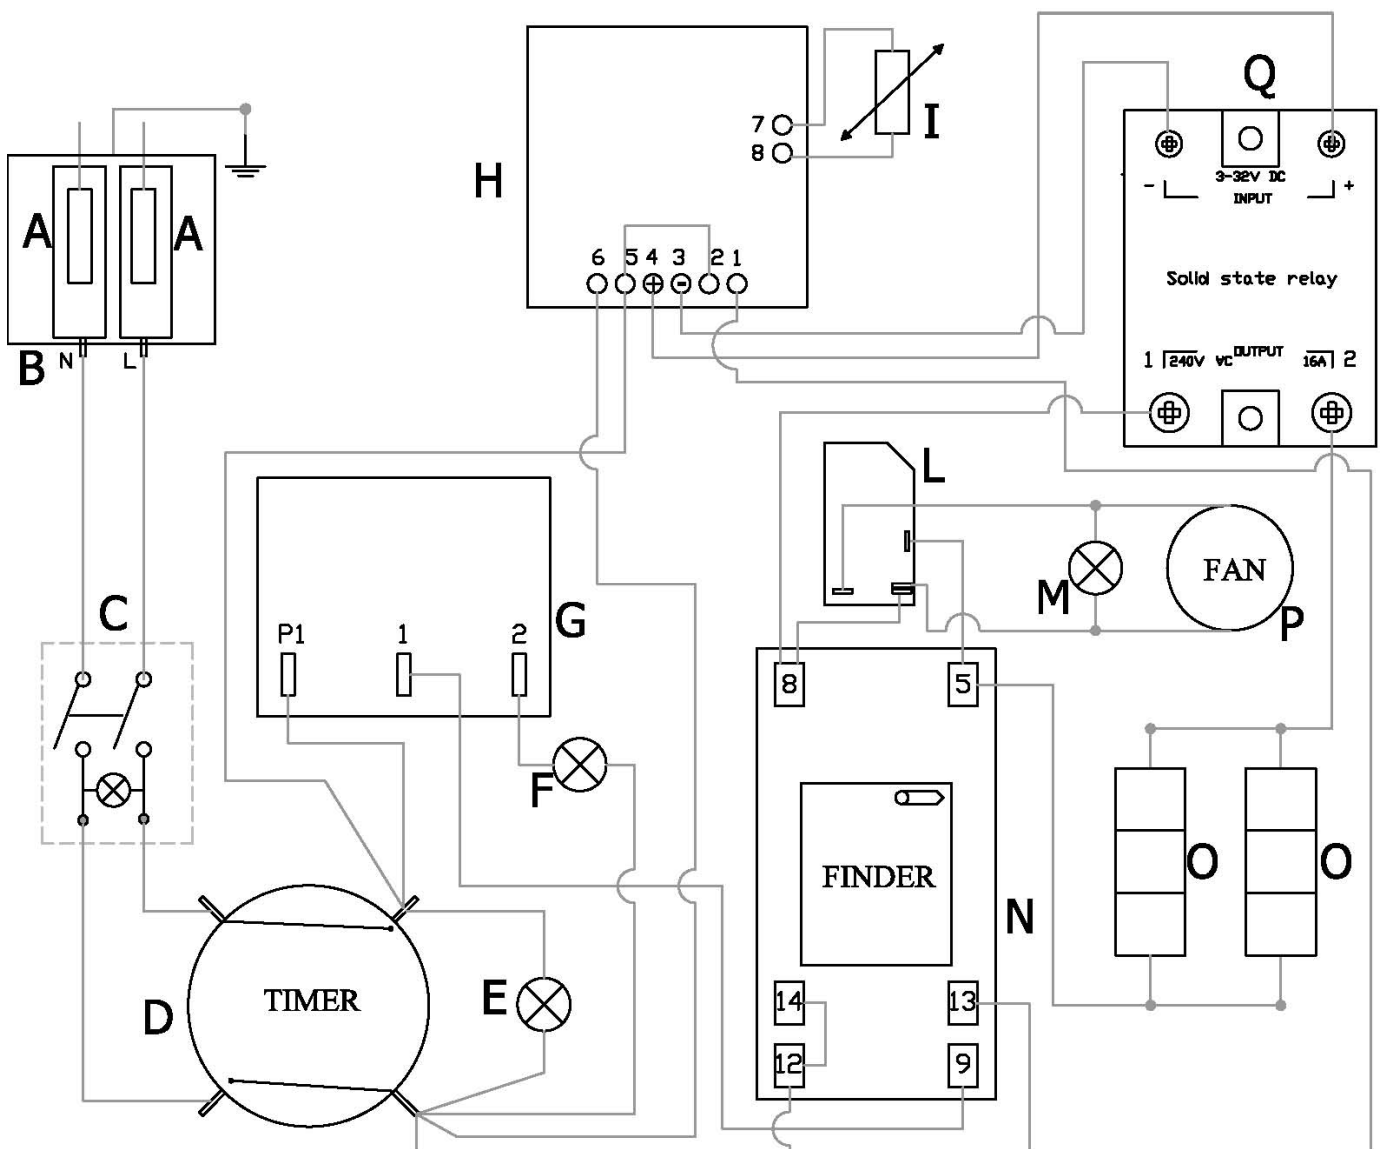 Q
I
7
8
H
3-32V DC
- +
INPUT
A A
6 5 4 3 2 1
Solid state relay
B N L
1 240V AC OUTPUT 16A 2
L
C
M FAN P
P1 1 2 G
8 5
F
O O
FINDER
N
E
D TIMER
14 13
12 9